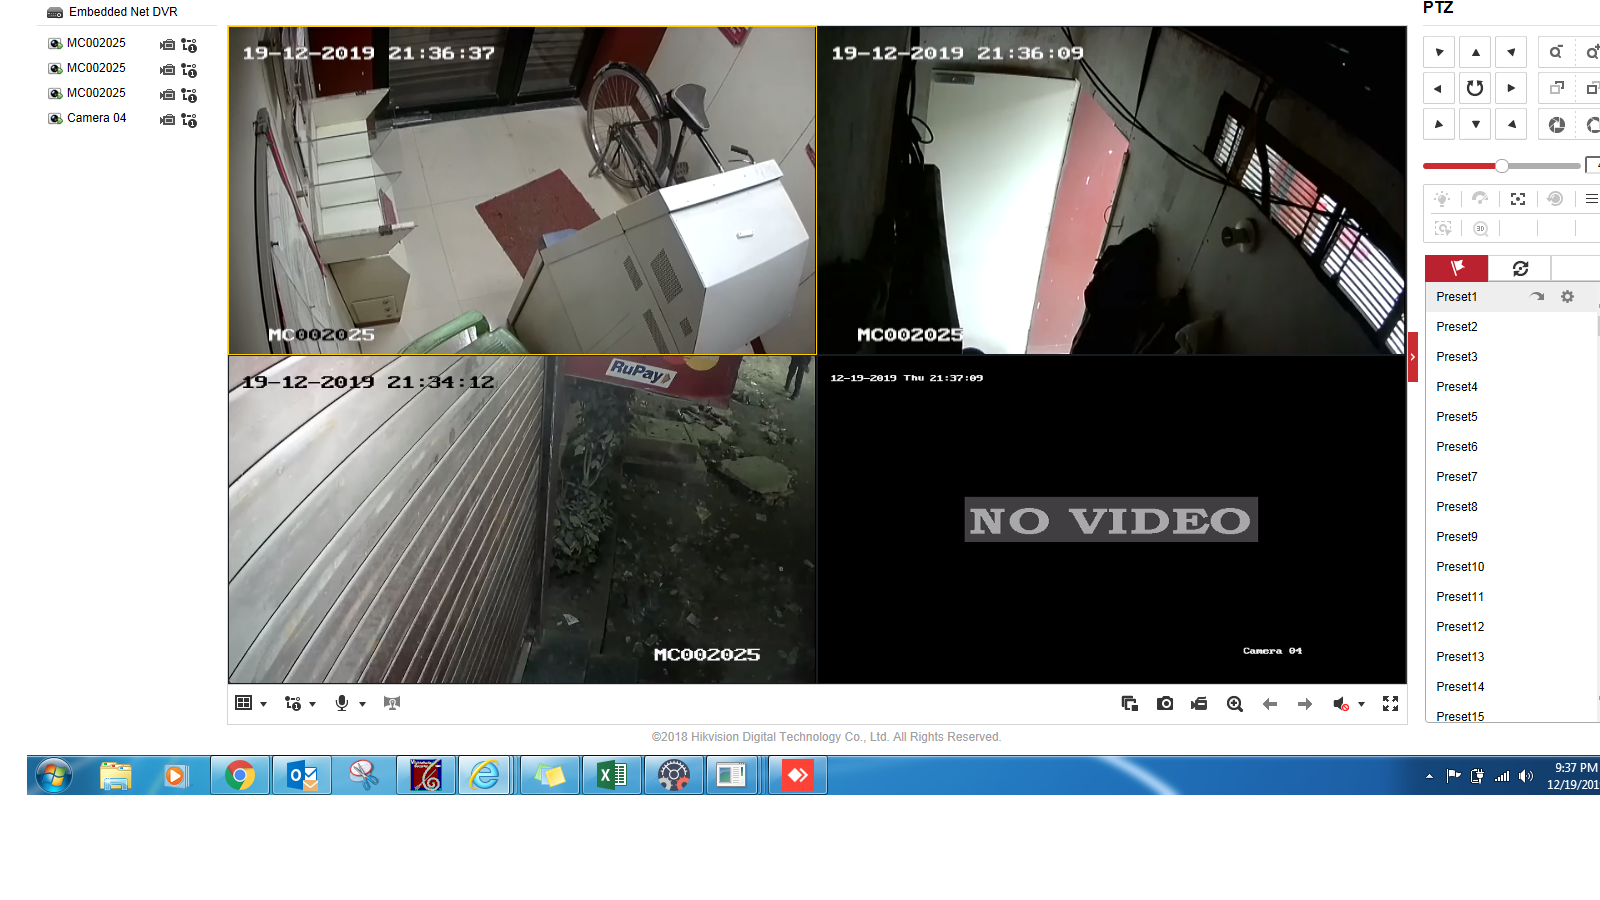 Embedded Net DVR
MC002025
MC002025
MC002025
Camera 04
19-12-2019 21:36:37
MC002025
19-12-2019 21:36:09
MC002025
19-12-2019 21:34:12
RuPay
MC002025
12-19-2019 Thu 21:37:09
NO VIDEO
Camera 04
PTZ
Preset1
Preset2
Preset3
Preset4
Preset5
Preset6
Preset7
Preset8
Preset9
Preset10
Preset11
Preset12
Preset13
Preset14
Preset15
©2018 Hikvision Digital Technology Co., Ltd. All Rights Reserved.
9:37 PM
12/19/201